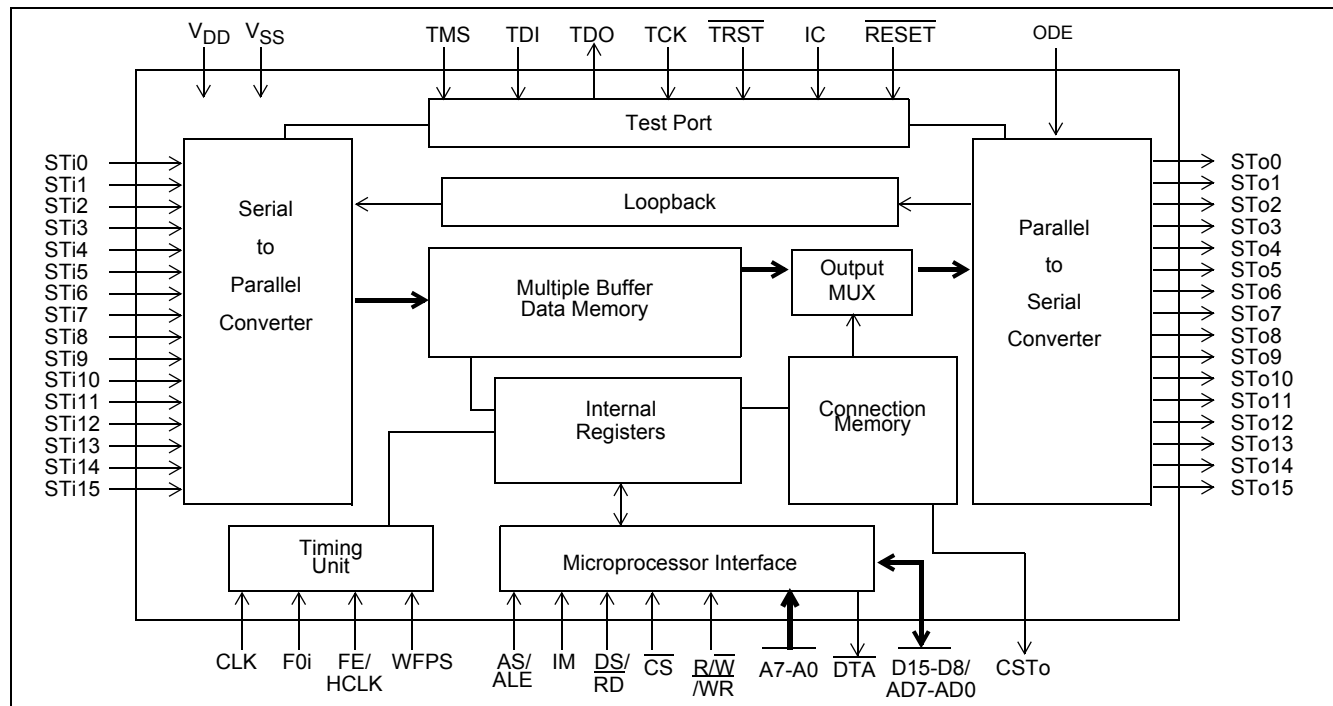 VDD VSS TMS TDI TDO TCK TRST IC RESET ODE
Test Port
STi0
STi1
STi2
STi3
STi4
STi5
STi6
STi7
STi8
STi9
STi10
STi11
STi12
STi13
STi14
STi15
Serial
to
Parallel
Converter
Loopback
Multiple Buffer
Data Memory
Output
MUX
Internal
Registers
Connection
Memory
Parallel
to
Serial
Converter
STo0
STo1
STo2
STo3
STo4
STo5
STo6
STo7
STo8
STo9
STo10
STo11
STo12
STo13
STo14
STo15
Timing
Unit
Microprocessor Interface
CLK
F0i
FE/
HCLK
WFPS
AS/
ALE
IM
DS/
RD
CS
R/W
/WR
A7-A0
DTA
D15-D8/
AD7-AD0
CSTo